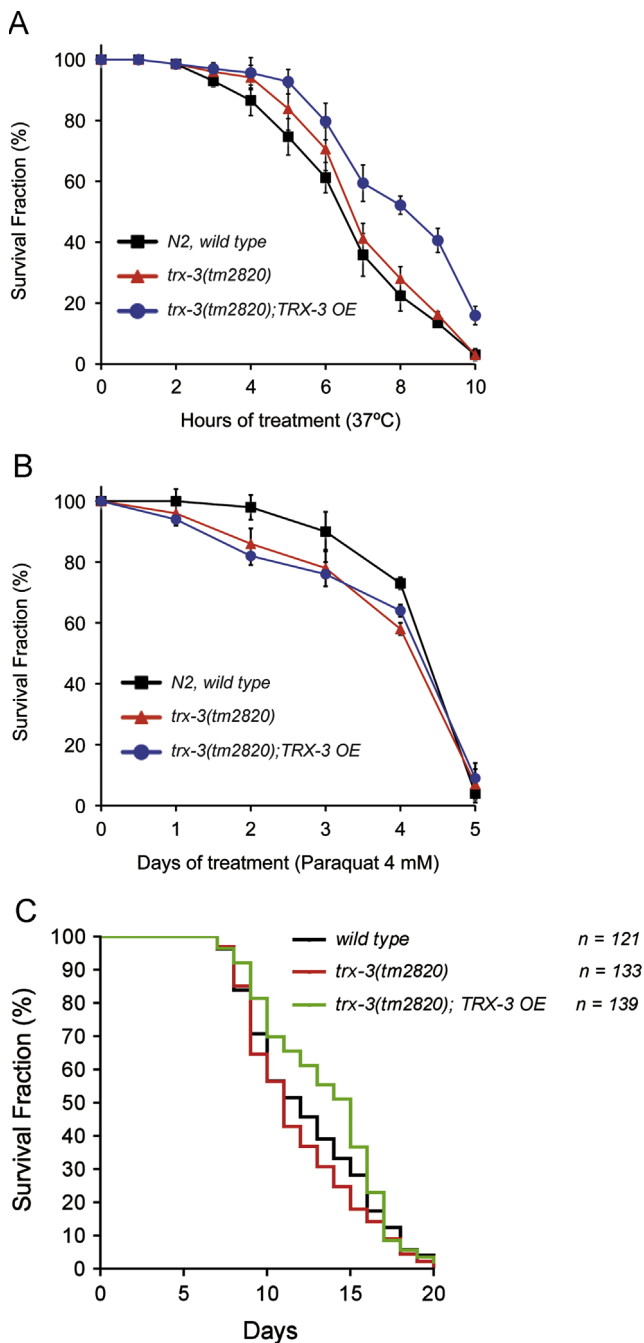 A
Survival Fraction (%)
100
80
60
40
20
0
N2, wild type
trx-3(tm2820)
trx-3(tm2820);TRX-3 OE
0 2 4 6 8 10
Hours of treatment (37ºC)
B
Survival Fraction (%)
100
80
60
40
20
0
N2, wild type
trx-3(tm2820)
trx-3(tm2820);TRX-3 OE
0 1 2 3 4 5
Days of treatment (Paraquat 4 mM)
C
Survival Fraction (%)
100
90
80
70
60
50
40
30
20
10
0
wild type n = 121
trx-3(tm2820) n = 133
trx-3(tm2820); TRX-3 OE n = 139
0 5 10 15 20
Days